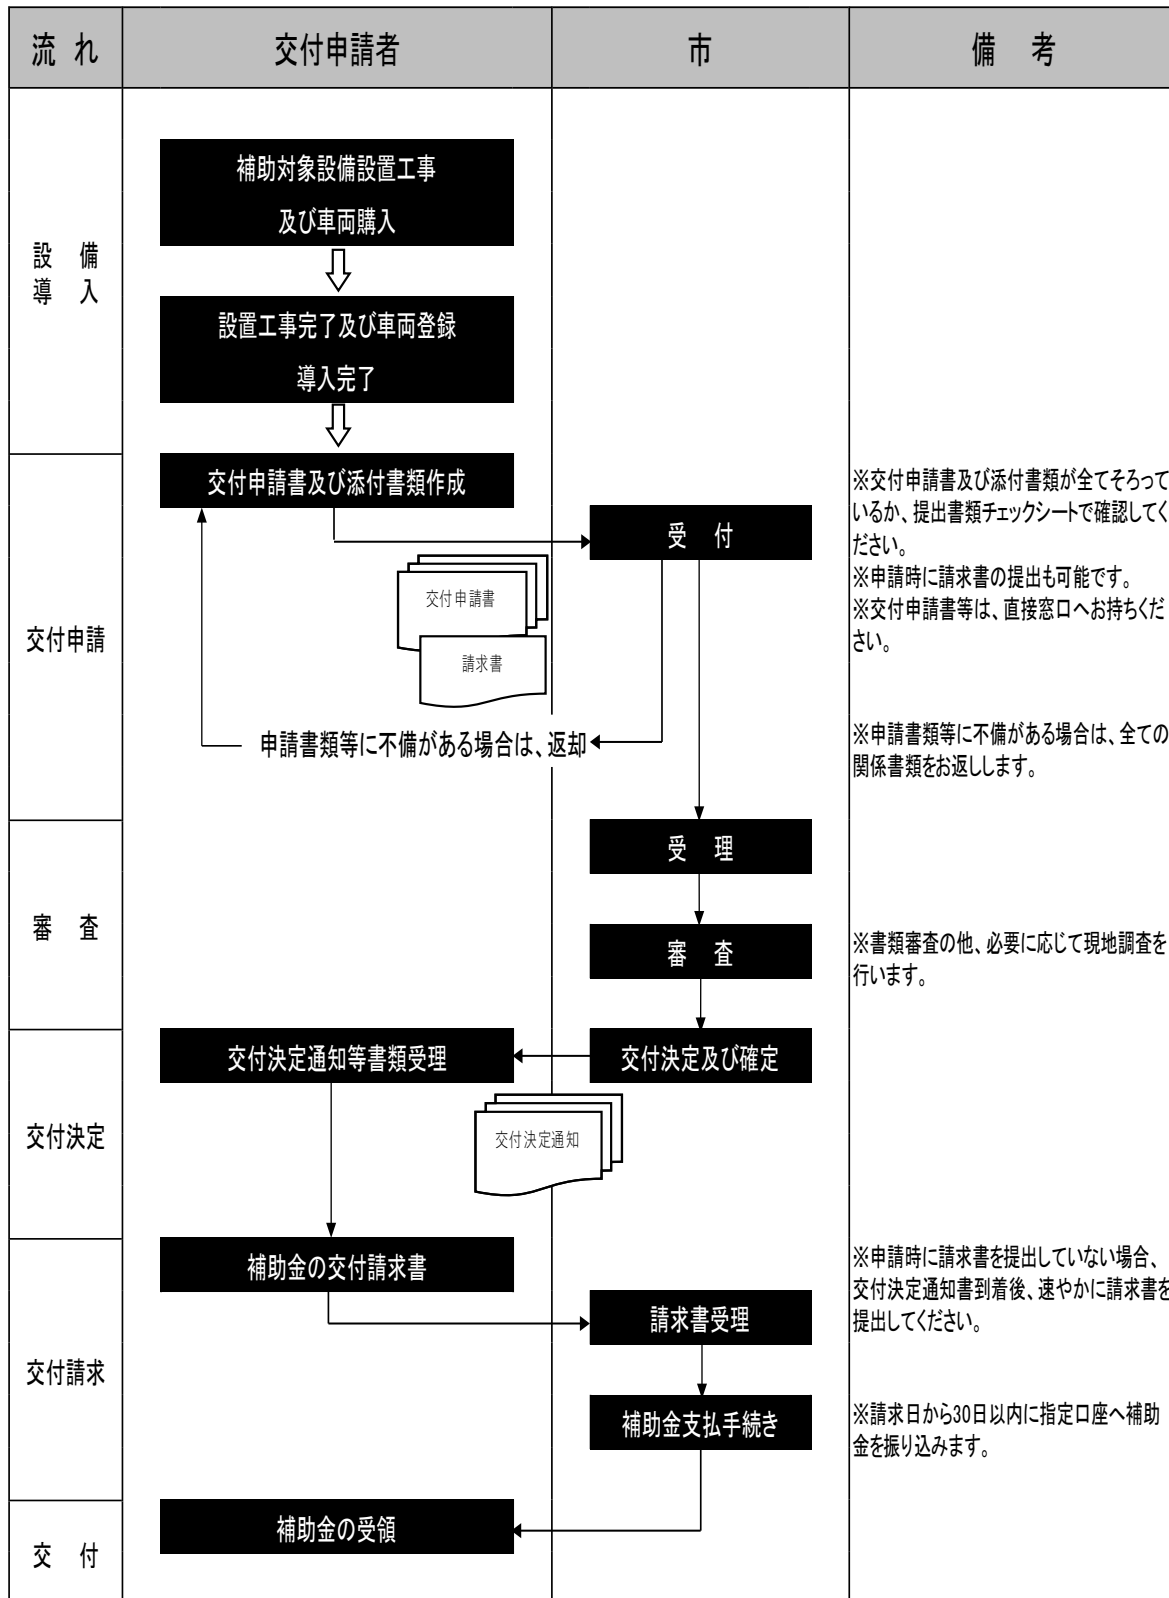 流 れ
交付申請者
市
備 考
設 備
導 入
補助対象設備設置工事
及び車両購入
設置工事完了及び車両登録
導入完了
交付申請
交付申請書及び添付書類作成
受 付
交付申請書
請求書
申請書類等に不備がある場合は、返却
※交付申請書及び添付書類が全てそろって
いるか、提出書類チェックシートで確認してく
ださい。
※申請時に請求書の提出も可能です。
※交付申請書等は、直接窓口へお持ちくだ
さい。
※申請書類等に不備がある場合は、全ての
関係書類をお返しします。
審 査
受 理
審 査
※書類審査の他、必要に応じて現地調査を
行います。
交付決定
交付決定通知等書類受理
交付決定及び確定
交付決定通知
交付請求
補助金の交付請求書
請求書受理
補助金支払手続き
※申請時に請求書を提出していない場合、
交付決定通知書到着後、速やかに請求書を
提出してください。
※請求日から30日以内に指定口座へ補助
金を振り込みます。
交 付
補助金の受領